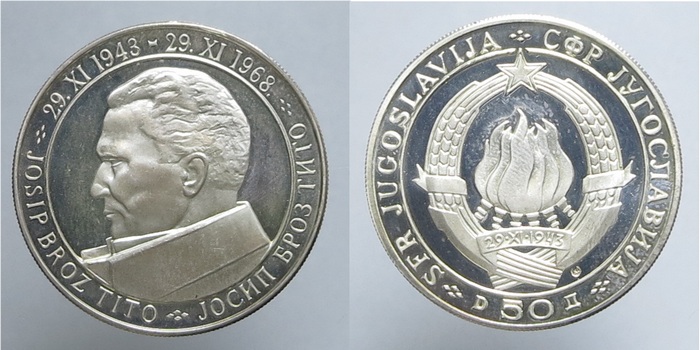 29. XI 1943 - 29. XI 1968.
JOSIP BROZ TITO
ЈОСИП БРОЗ ТИТО
SFR JUGOSLAVIJA
СФР ЈУГОСЛАВИЈА
29·XI·1943
D 50 Д